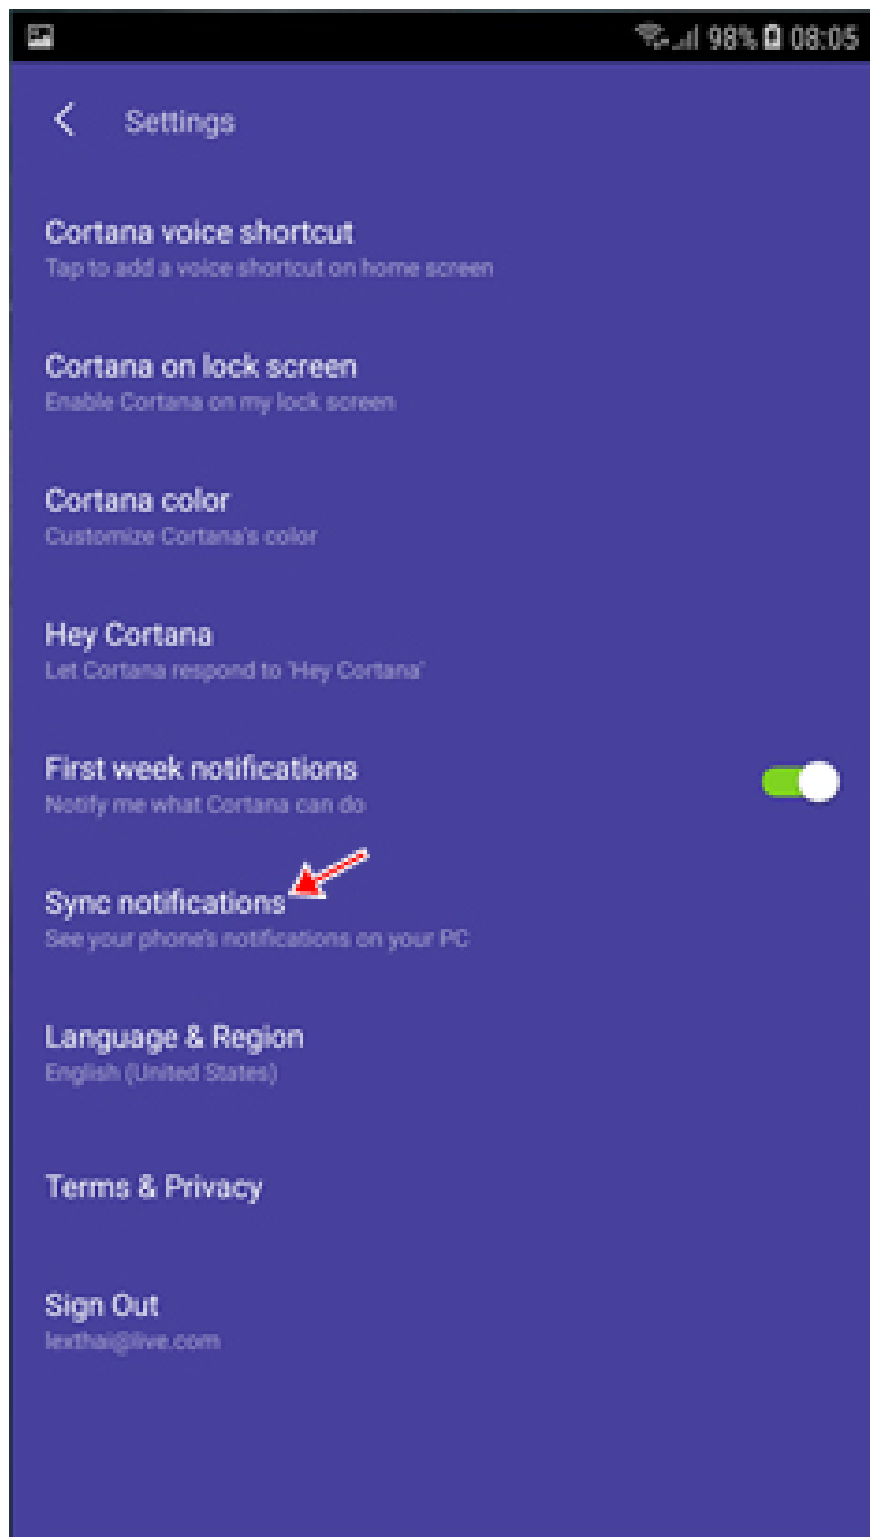 98% 08:05
Settings
Cortana voice shortcut
Tap to add a voice shortcut on home screen
Cortana on lock screen
Enable Cortana on my lock screen
Cortana color
Customize Cortana's color
Hey Cortana
Let Cortana respond to 'Hey Cortana'
First week notifications
Notify me what Cortana can do
Sync notifications
See your phone's notifications on your PC
Language & Region
English (United States)
Terms & Privacy
Sign Out
lexthai@live.com